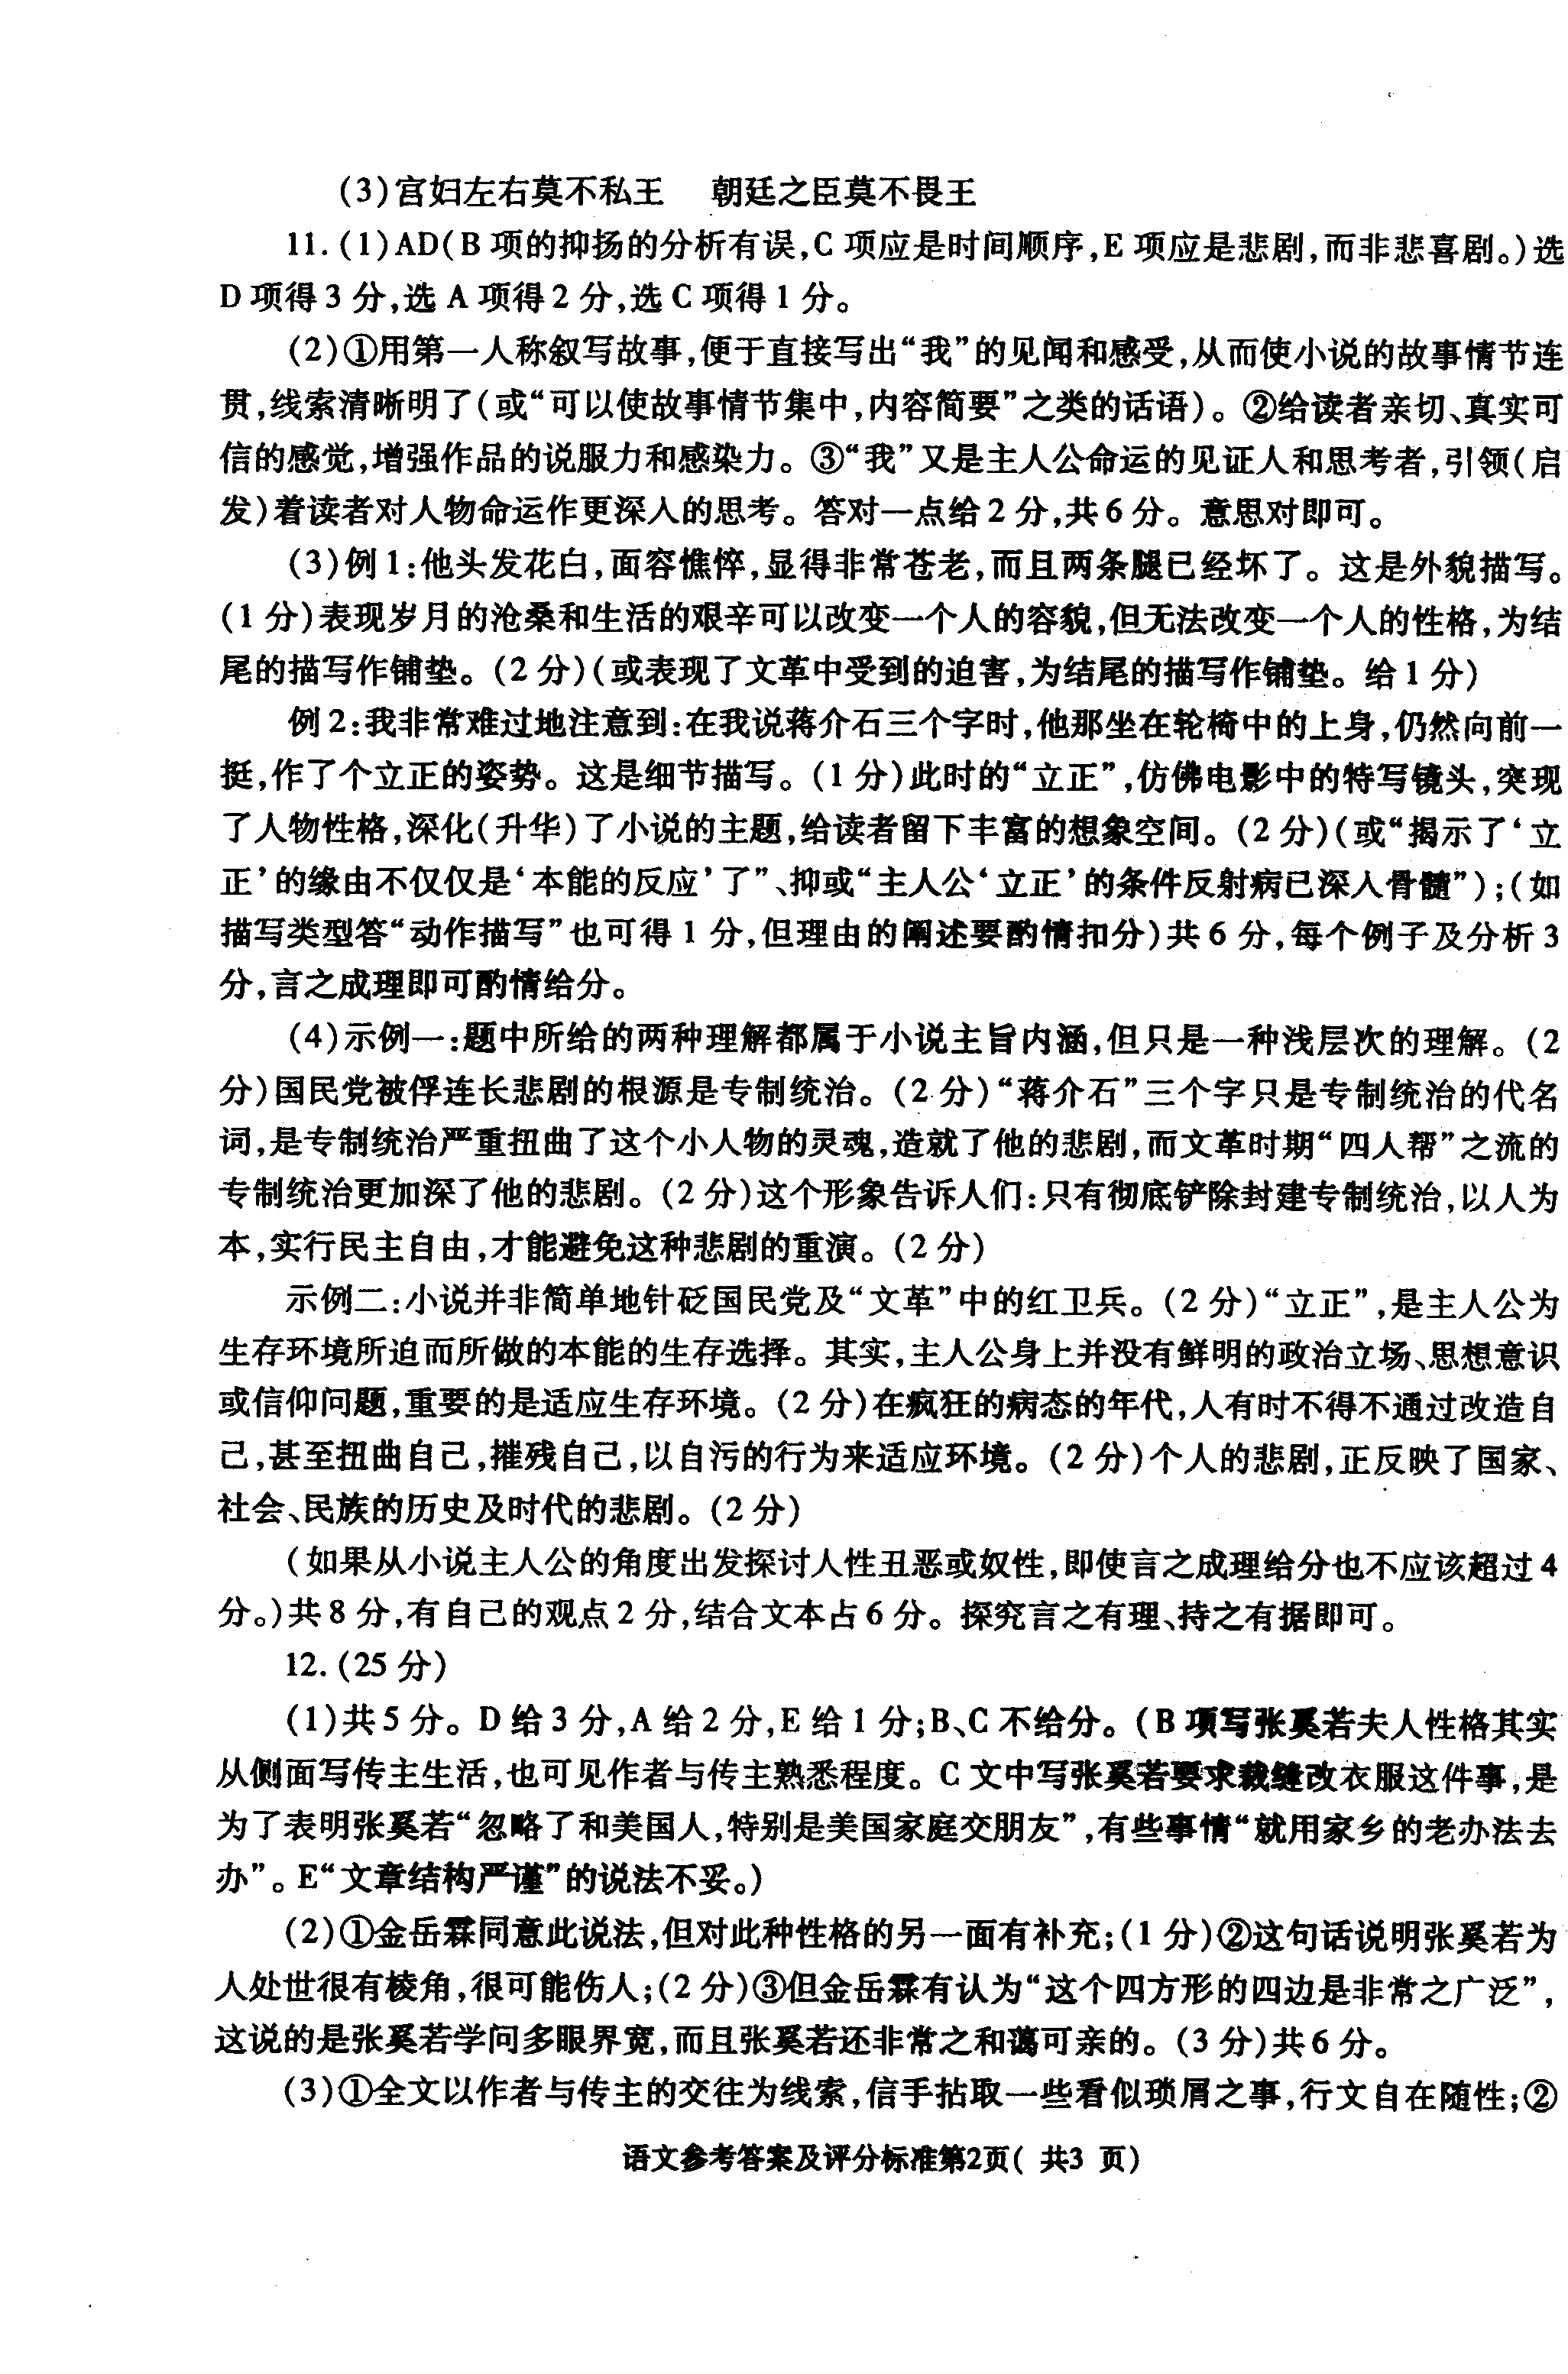 (3)宫妇左右莫不私王 朝廷之臣莫不畏王
11.(1)AD(B项的抑扬的分析有误,C项应是时间顺序,E项应是悲剧,而非悲喜剧。)选
D项得3分,选A项得2分,选C项得1分。
(2)①用第一人称叙写故事,便于直接写出“我”的见闻和感受,从而使小说的故事情节连
贯,线索清晰明了(或“可以使故事情节集中,内容简要”之类的话语)。②给读者亲切、真实可
信的感觉,增强作品的说服力和感染力。③“我”又是主人公命运的见证人和思考者,引领(启
发)着读者对人物命运作更深入的思考。答对一点给2分,共6分。意思对即可。
(3)例1:他头发花白,面容憔悴,显得非常苍老,而且两条腿已经坏了。这是外貌描写。
(1分)表现岁月的沧桑和生活的艰辛可以改变一个人的容貌,但无法改变一个人的性格,为结
尾的描写作铺垫。(2分)(或表现了文革中受到的迫害,为结尾的描写作铺垫。给1分)
例2:我非常难过地注意到:在我说蒋介石三个字时,他那坐在轮椅中的上身,仍然向前一
挺,作了个立正的姿势。这是细节描写。(1分)此时的“立正”,仿佛电影中的特写镜头,突现
了人物性格,深化(升华)了小说的主题,给读者留下丰富的想象空间。(2分)(或“揭示了‘立
正’的缘由不仅仅是‘本能的反应’了”、抑或“主人公‘立正’的条件反射病已深入骨髓”);(如
描写类型答“动作描写”也可得1分,但理由的阐述要酌情扣分)共6分,每个例子及分析3
分,言之成理即可酌情给分。
(4)示例一:题中所给的两种理解都属于小说主旨内涵,但只是一种浅层次的理解。(2
分)国民党被俘连长悲剧的根源是专制统治。(2分)“蒋介石”三个字只是专制统治的代名
词,是专制统治严重扭曲了这个小人物的灵魂,造就了他的悲剧,而文革时期“四人帮”之流的
专制统治更加深了他的悲剧。(2分)这个形象告诉人们:只有彻底铲除封建专制统治,以人为
本,实行民主自由,才能避免这种悲剧的重演。(2分)
示例二:小说并非简单地针砭国民党及“文革”中的红卫兵。(2分)“立正”,是主人公为
生存环境所迫而所做的本能的生存选择。其实,主人公身上并没有鲜明的政治立场、思想意识
或信仰问题,重要的是适应生存环境。(2分)在疯狂的病态的年代,人有时不得不通过改造自
己,甚至扭曲自己,摧残自己,以自污的行为来适应环境。(2分)个人的悲剧,正反映了国家、
社会、民族的历史及时代的悲剧。(2分)
(如果从小说主人公的角度出发探讨人性丑恶或奴性,即使言之成理给分也不应该超过4
分。)共8分,有自己的观点2分,结合文本占6分。探究言之有理、持之有据即可。
12.(25分)
(1)共5分。D给3分,A给2分,E给1分;B、C不给分。(B项写张奚若夫人性格其实
从侧面写传主生活,也可见作者与传主熟悉程度。C文中写张奚若要求裁缝改衣服这件事,是
为了表明张奚若“忽略了和美国人,特别是美国家庭交朋友”,有些事情“就用家乡的老办法去
办”。E“文章结构严谨”的说法不妥。)
(2)①金岳霖同意此说法,但对此种性格的另一面有补充;(1分)②这句话说明张奚若为
人处世很有棱角,很可能伤人;(2分)③但金岳霖有认为“这个四方形的四边是非常之广泛”,
这说的是张奚若学问多眼界宽,而且张奚若还非常之和蔼可亲的。(3分)共6分。
(3)①全文以作者与传主的交往为线索,信手拈取一些看似琐屑之事,行文自在随性;②
语文参考答案及评分标准第2页( 共3 页)